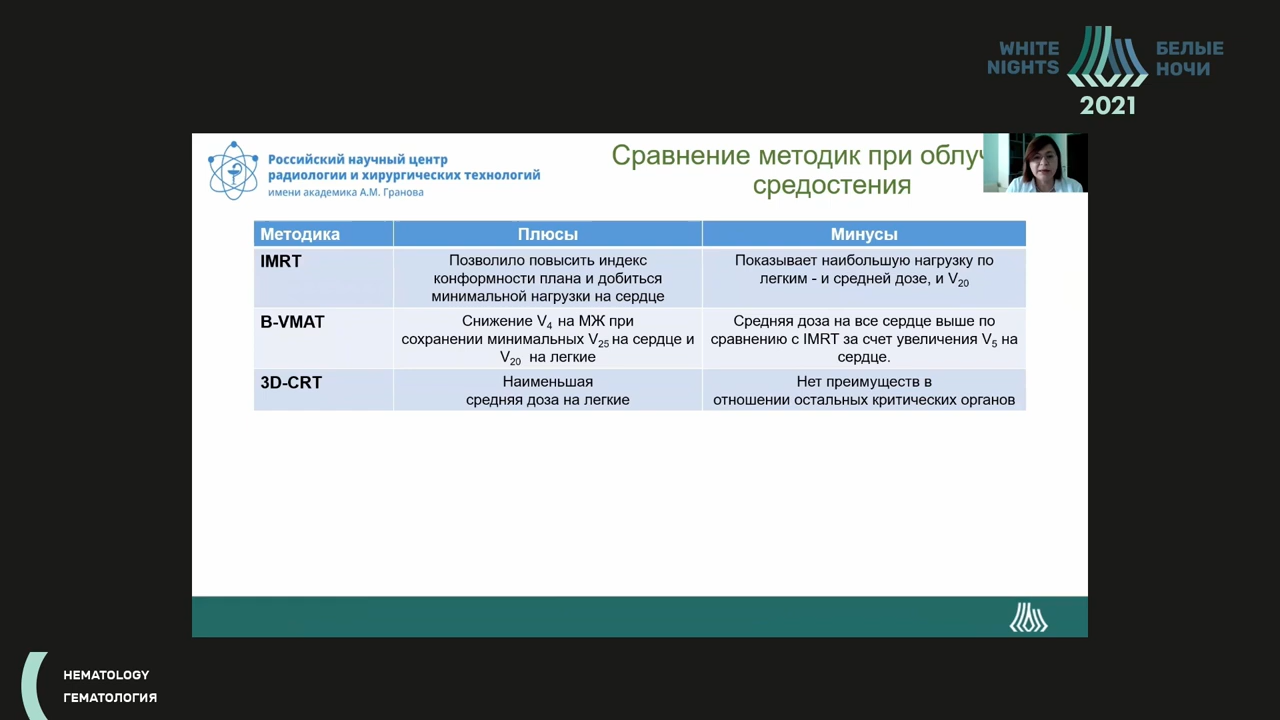 WHITE NIGHTS
БЕЛЫЕ НОЧИ
2021
Российский научный центр
радиологии и хирургических технологий
имени академика А.М. Гранова
Сравнение методик при
средостения
Методика Плюсы Минусы
IMRT
Позволило повысить индекс
конформности плана и добиться
минимальной нагрузки на сердце
Показывает наибольшую нагрузку по
легким - и средней дозе, и V20
B-VMAT
Снижение V4 на МЖ при
сохранении минимальных V25 на сердце и
V20 на легкие
Средняя доза на все сердце выше по
сравнению с IMRT за счет увеличения V5 на
сердце.
3D-CRT
Наименьшая
средняя доза на легкие
Нет преимуществ в
отношении остальных критических органов
HEMATOLOGY
ГЕМАТОЛОГИЯ